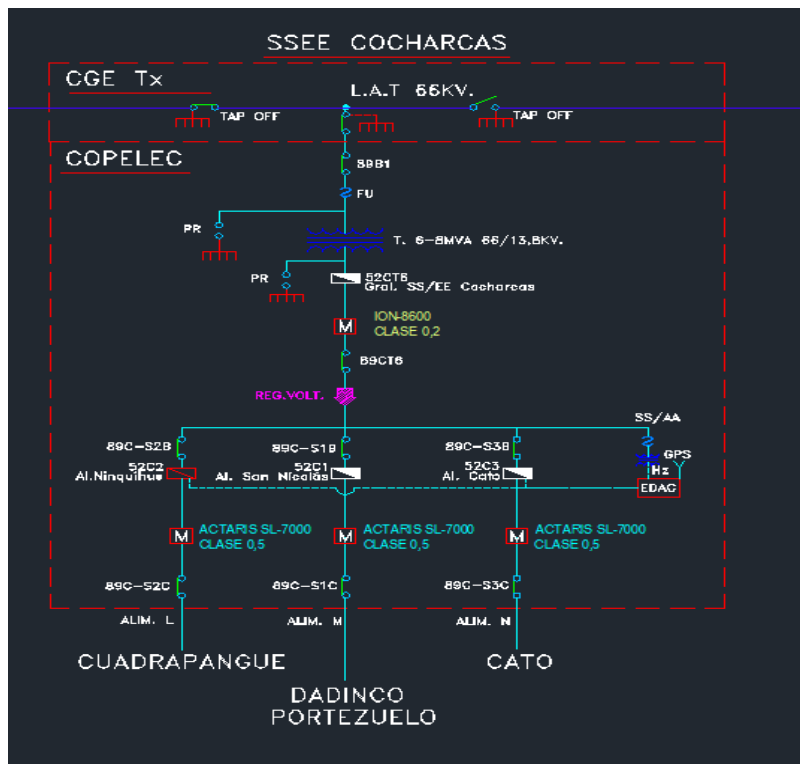 SSEE COCHARCAS
CGE Tx
L.A.T 66KV.
TAP OFF
TAP OFF
COPELEC
89B1
FU
PR
T. 6-8MVA 66/13,8KV.
PR
52CT6
Gral. SS/EE Cocharcas
M
ION-8600
CLASE 0,2
89CT6
REG.VOLT.
SS/AA
89C-S2B
89C-S1B
89C-S3B
GPS
52C2
52C1
52C3
Hz
Al.Ninquihue
Al. San Nicolás
Al. Cato
EDAC
M
ACTARIS SL-7000
CLASE 0,5
M
ACTARIS SL-7000
CLASE 0,5
M
ACTARIS SL-7000
CLASE 0,5
89C-S2C
89C-S1C
89C-S3C
ALIM. L
ALIM. M
ALIM. N
CUADRAPANGUE
CATO
DADINCO
PORTEZUELO